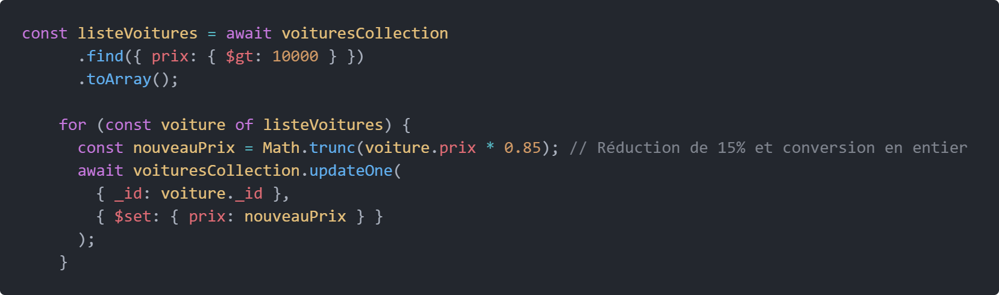 const listeVoitures = await voituresCollection
      .find({ prix: { $gt: 10000 } })
      .toArray();

    for (const voiture of listeVoitures) {
      const nouveauPrix = Math.trunc(voiture.prix * 0.85); // Réduction de 15% et conversion en entier
      await voituresCollection.updateOne(
        { _id: voiture._id },
        { $set: { prix: nouveauPrix } }
      );
    }